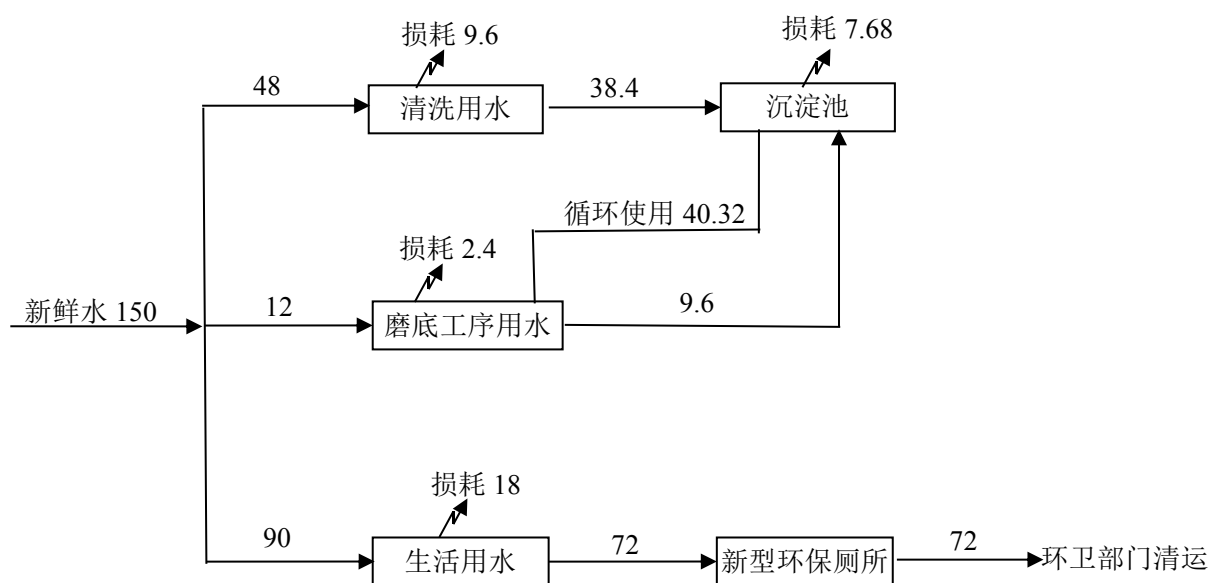 损耗 9.6
损耗 7.68
48
清洗用水
38.4
沉淀池
循环使用 40.32
损耗 2.4
新鲜水 150
12
磨底工序用水
9.6
损耗 18
90
生活用水
72
新型环保厕所
72
环卫部门清运